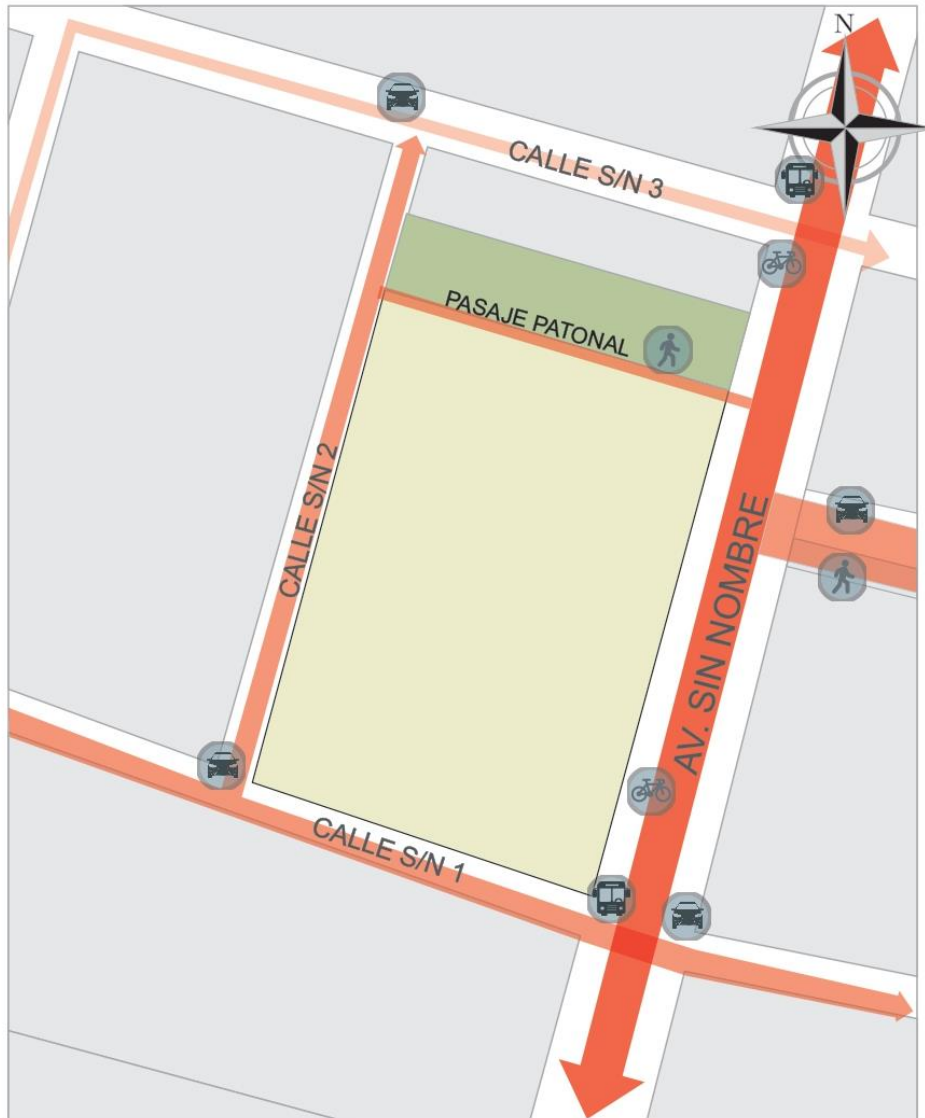 N
CALLE S/N 3
PASAJE PATONAL
CALLE S/N 2
AV. SIN NOMBRE
CALLE S/N 1